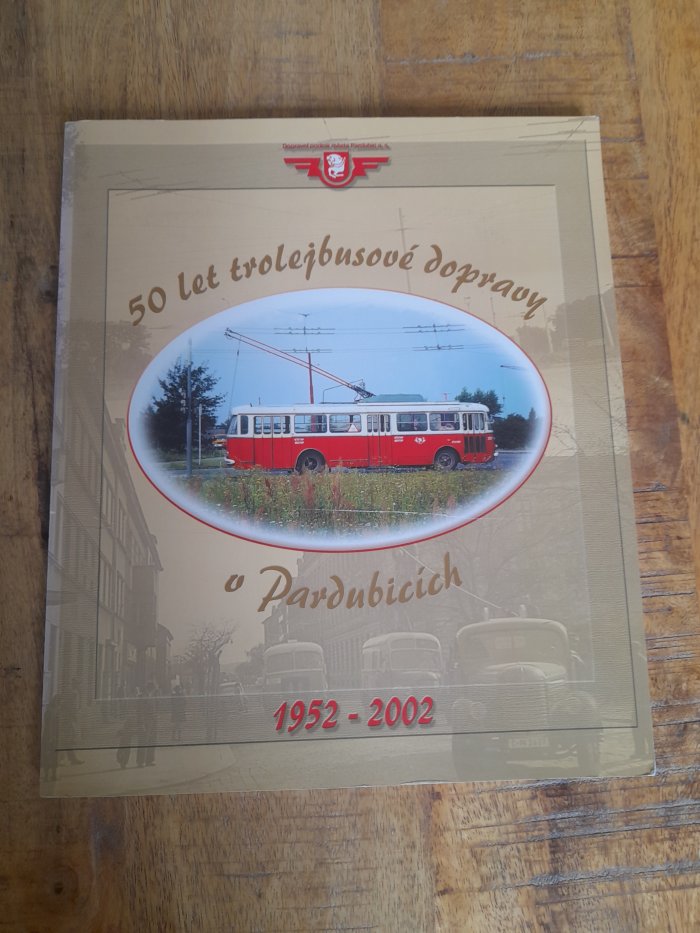 Dopravní podnik města Pardubic a. s.
50 let trolejbusové dopravy
v Pardubicích
1952 - 2002